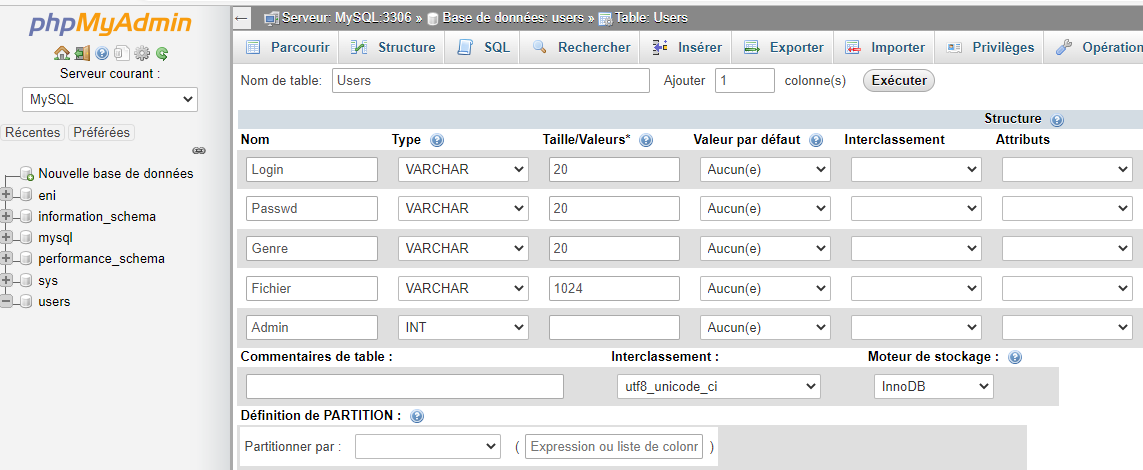 phpMyAdmin
Serveur courant :
MySQL
Récentes Préférées
Nouvelle base de données
eni
information_schema
mysql
performance_schema
sys
users
Serveur: MySQL:3306 » Base de données: users » Table: Users
Parcourir Structure SQL Rechercher Insérer Exporter Importer Privilèges Opération
Nom de table: Users Ajouter 1 colonne(s) Exécuter
Structure
Nom Type Taille/Valeurs* Valeur par défaut Interclassement Attributs
Login VARCHAR 20 Aucun(e)
Passwd VARCHAR 20 Aucun(e)
Genre VARCHAR 20 Aucun(e)
Fichier VARCHAR 1024 Aucun(e)
Admin INT Aucun(e)
Commentaires de table : Interclassement : Moteur de stockage :
utf8_unicode_ci InnoDB
Définition de PARTITION :
Partitionner par : ( Expression ou liste de colonr )